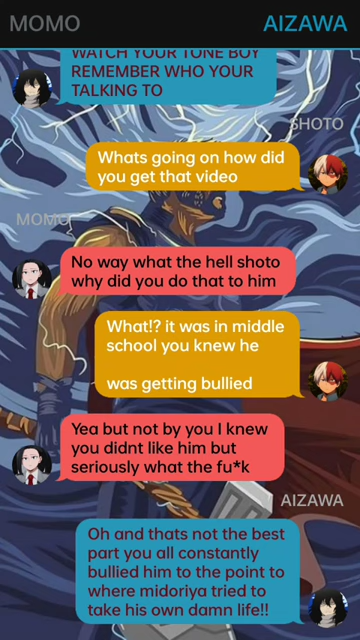 MOMO
AIZAWA
WATCH YOUR TONE BOY
REMEMBER WHO YOUR
TALKING TO
SHOTO
Whats going on how did
you get that video
MOMO
No way what the hell shoto
why did you do that to him
What!? it was in middle
school you knew he
was getting bullied
Yea but not by you I knew
you didnt like him but
seriously what the fu*k
AIZAWA
Oh and thats not the best
part you all constantly
bullied him to the point to
where midoriya tried to
take his own damn life!!